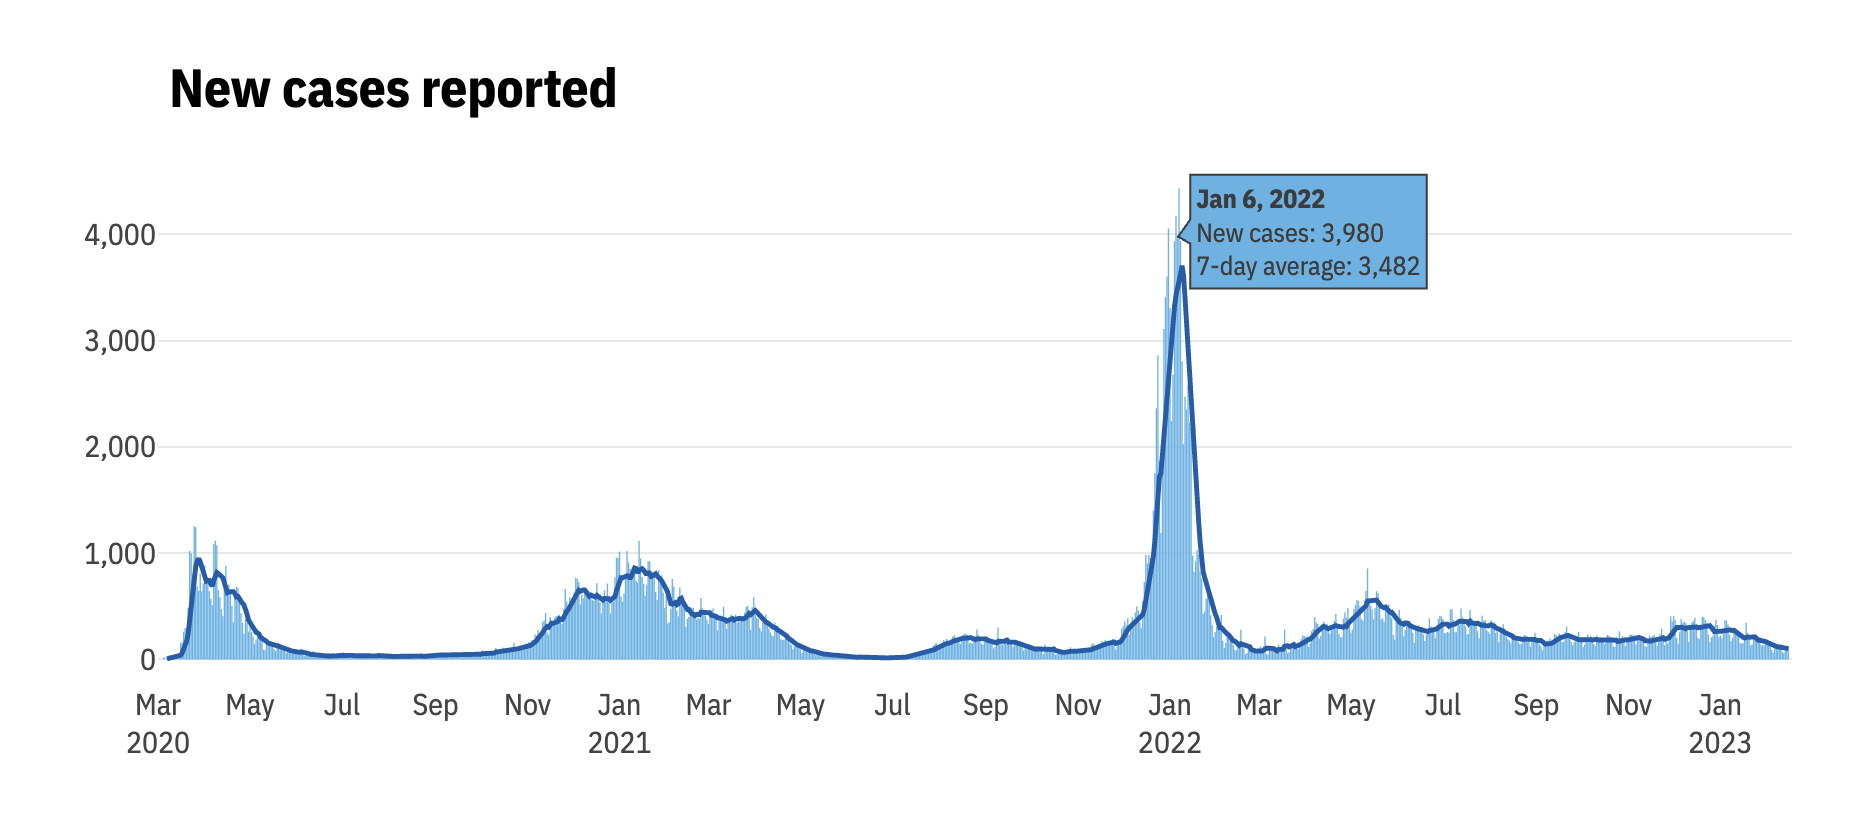 New cases reported
Jan 6, 2022
New cases: 3,980
7-day average: 3,482
4,000
3,000
2,000
1,000
0
Mar May Jul Sep Nov Jan Mar May Jul Sep Nov Jan Mar May Jul Sep Nov Jan
2020 2021 2022 2023